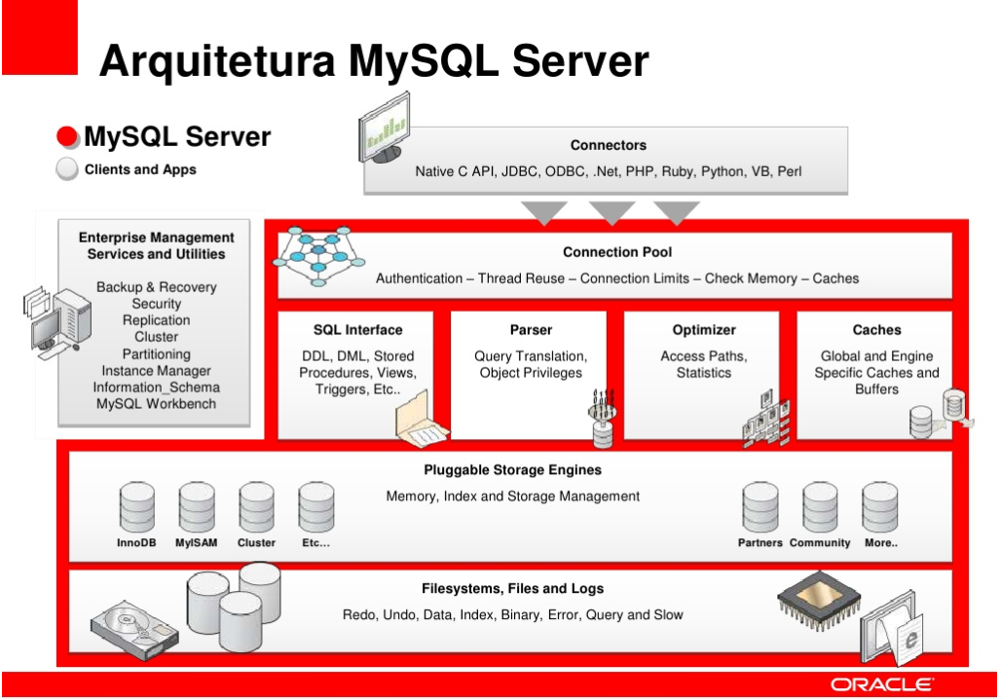 Arquitetura MySQL Server
MySQL Server
Clients and Apps
Connectors
Native C API, JDBC, ODBC, .Net, PHP, Ruby, Python, VB, Perl
Enterprise Management
Services and Utilities
Backup & Recovery
Security
Replication
Cluster
Partitioning
Instance Manager
Information_Schema
MySQL Workbench
Connection Pool
Authentication – Thread Reuse – Connection Limits – Check Memory – Caches
SQL Interface
DDL, DML, Stored
Procedures, Views,
Triggers, Etc..
Parser
Query Translation,
Object Privileges
Optimizer
Access Paths,
Statistics
Caches
Global and Engine
Specific Caches and
Buffers
Pluggable Storage Engines
Memory, Index and Storage Management
InnoDB MyISAM Cluster Etc… Partners Community More..
Filesystems, Files and Logs
Redo, Undo, Data, Index, Binary, Error, Query and Slow
e
ORACLE